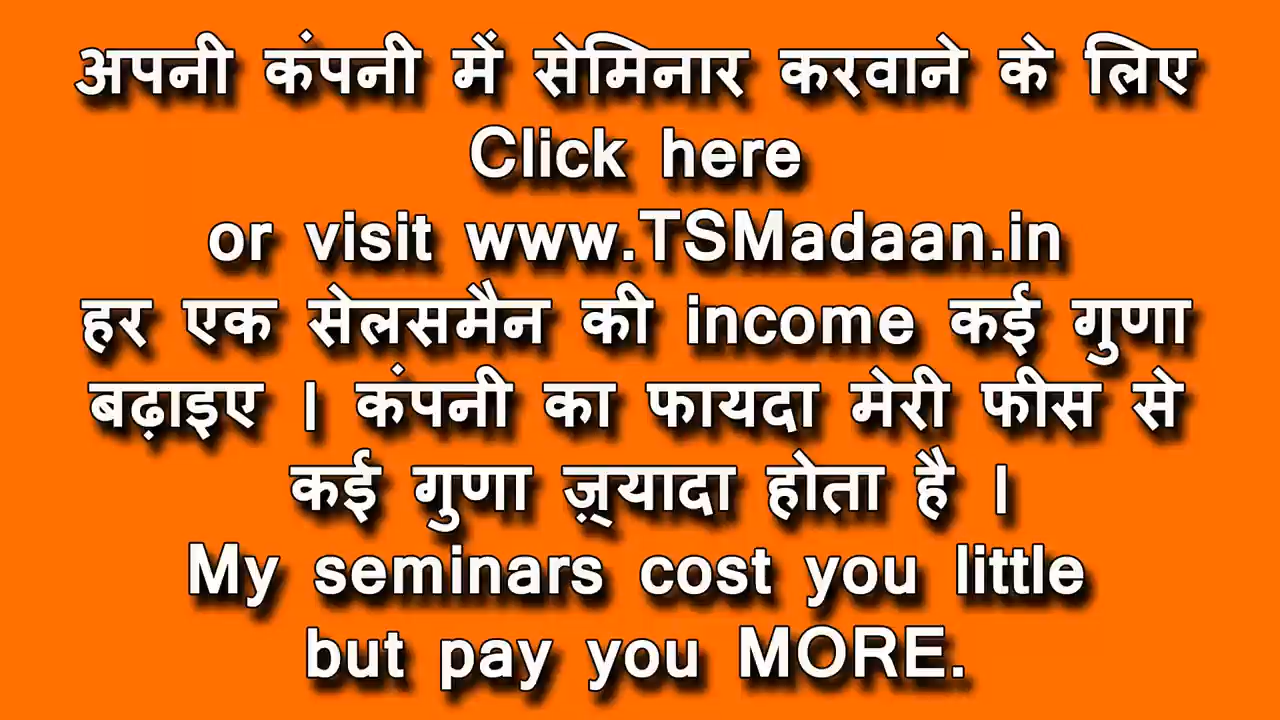 अपनी कंपनी में सेमिनार करवाने के लिए
Click here
or visit www.TSMadaan.in
हर एक सेलसमैन की income कई गुणा
बढ़ाइए । कंपनी का फायदा मेरी फीस से
कई गुणा ज़्यादा होता है ।
My seminars cost you little
but pay you MORE.